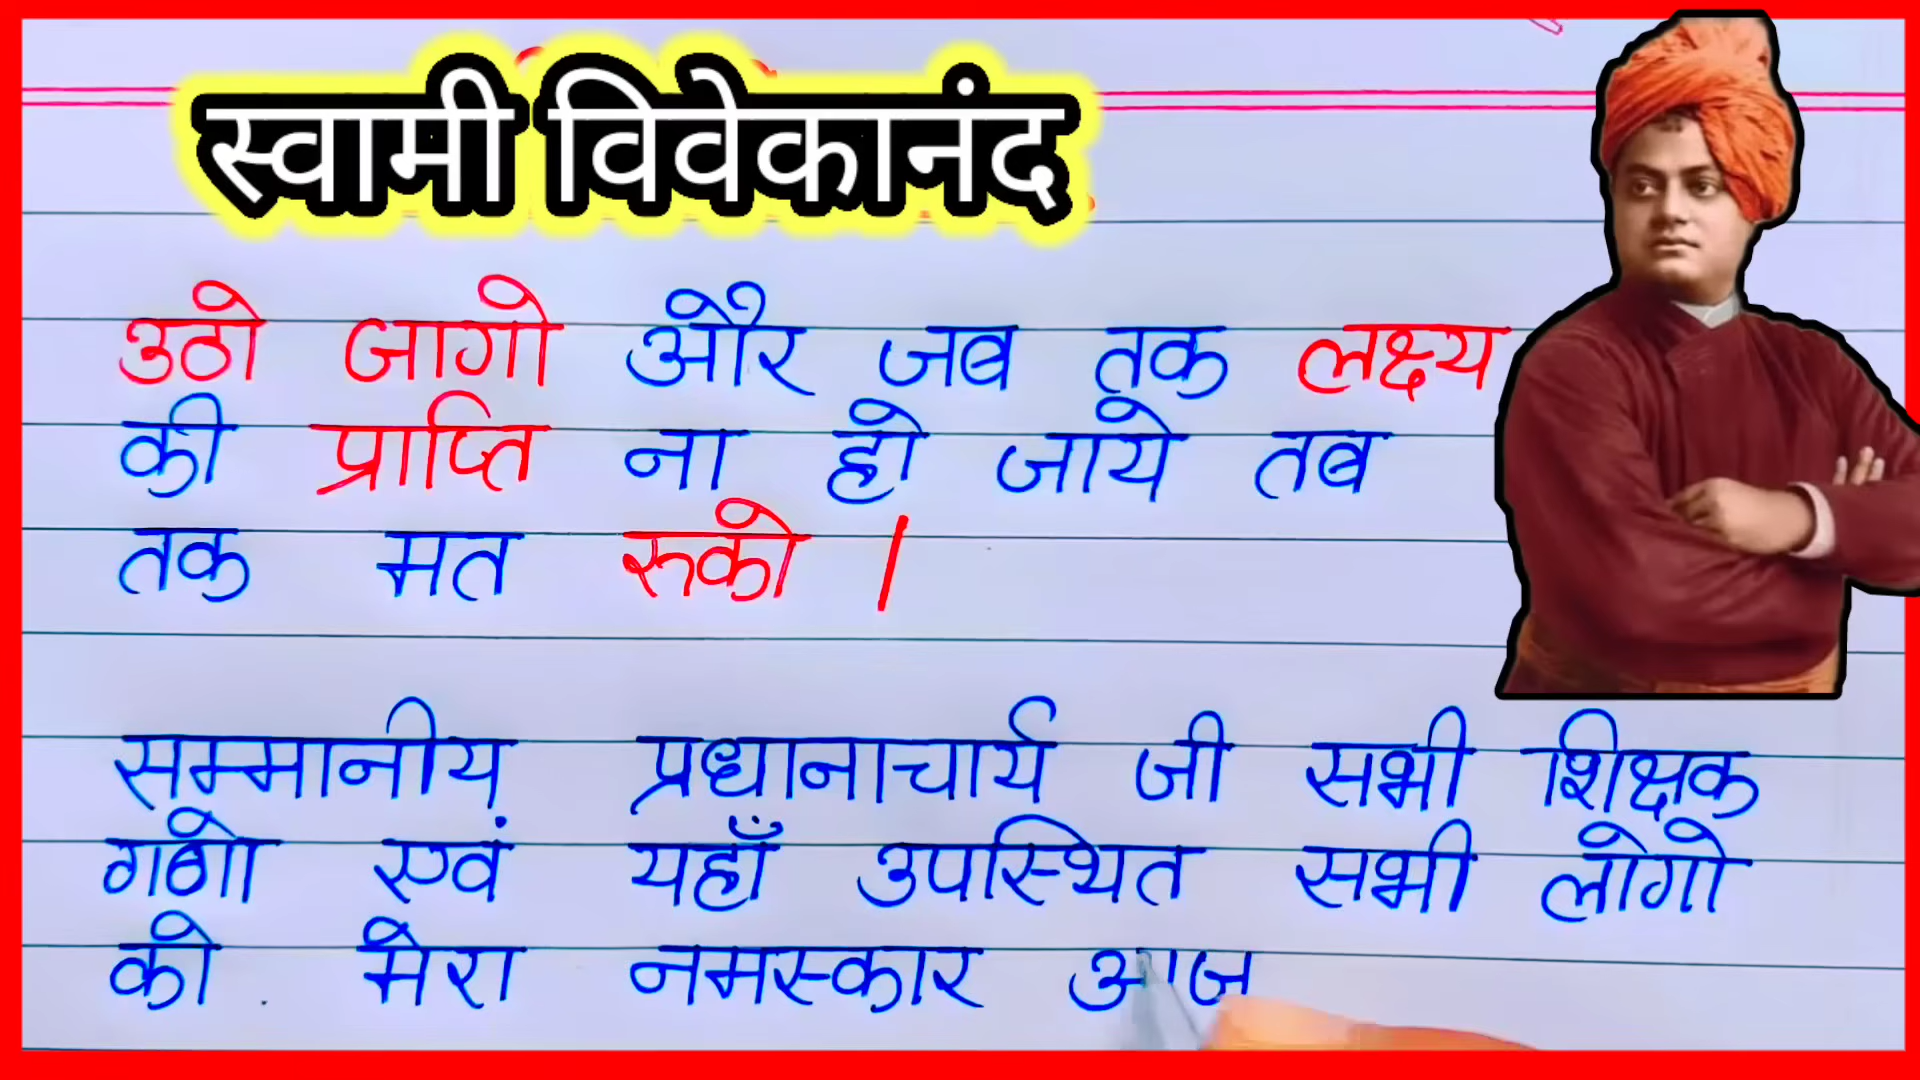 स्वामी विवेकानंद
उठो जागो और जब तक लक्ष्य
की प्राप्ति ना हो जाये तब
तक मत रुको ।
सम्मानीय प्रधानाचार्य जी सभी शिक्षक
गणो एवं यहाँ उपस्थित सभी लोगो
को मेरा नमस्कार आज